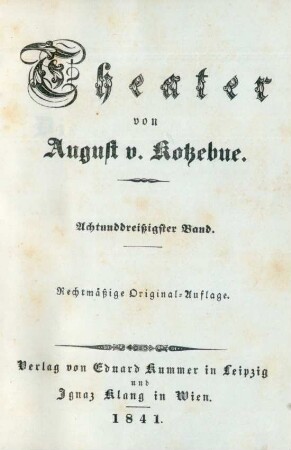 Theater
von
August v. Kotzebue.
Achtunddreißigster Band.
Rechtmäßige Original-Auflage.
Verlag von Eduard Kummer in Leipzig
und
Ignaz Klang in Wien.
1841.